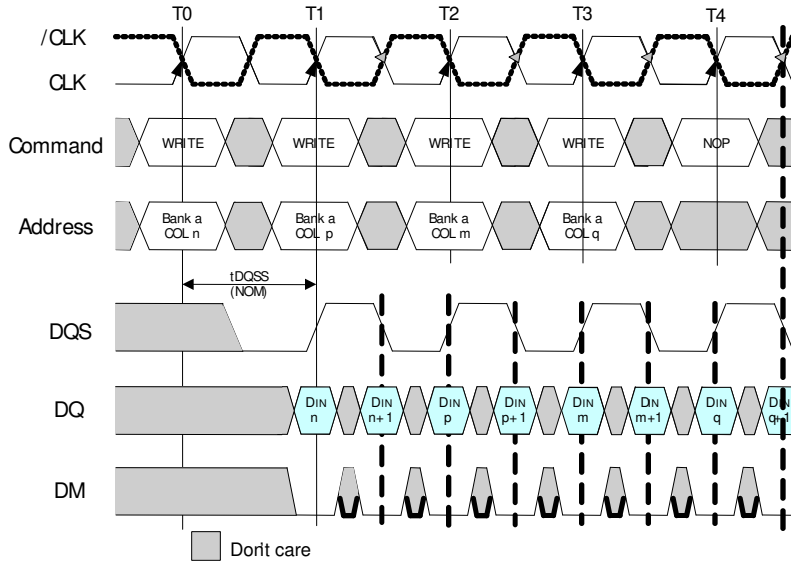 T0 T1 T2 T3 T4
/CLK
CLK
Command WRITE WRITE WRITE WRITE NOP
Address Bank a COL n Bank a COL p Bank a COL m Bank a COL q
tDQSS
(NOM)
DQS
DQ DIN n DIN n+1 DIN p DIN p+1 DIN m DIN m+1 DIN q DIN q+1
DM
Don't care